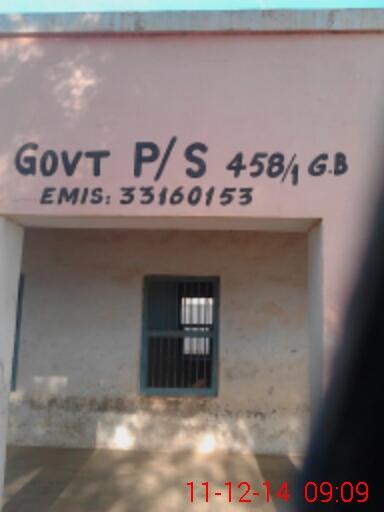 GOVT P/S 458/1 G.B
EMIS: 33160153
11-12-14 09:09